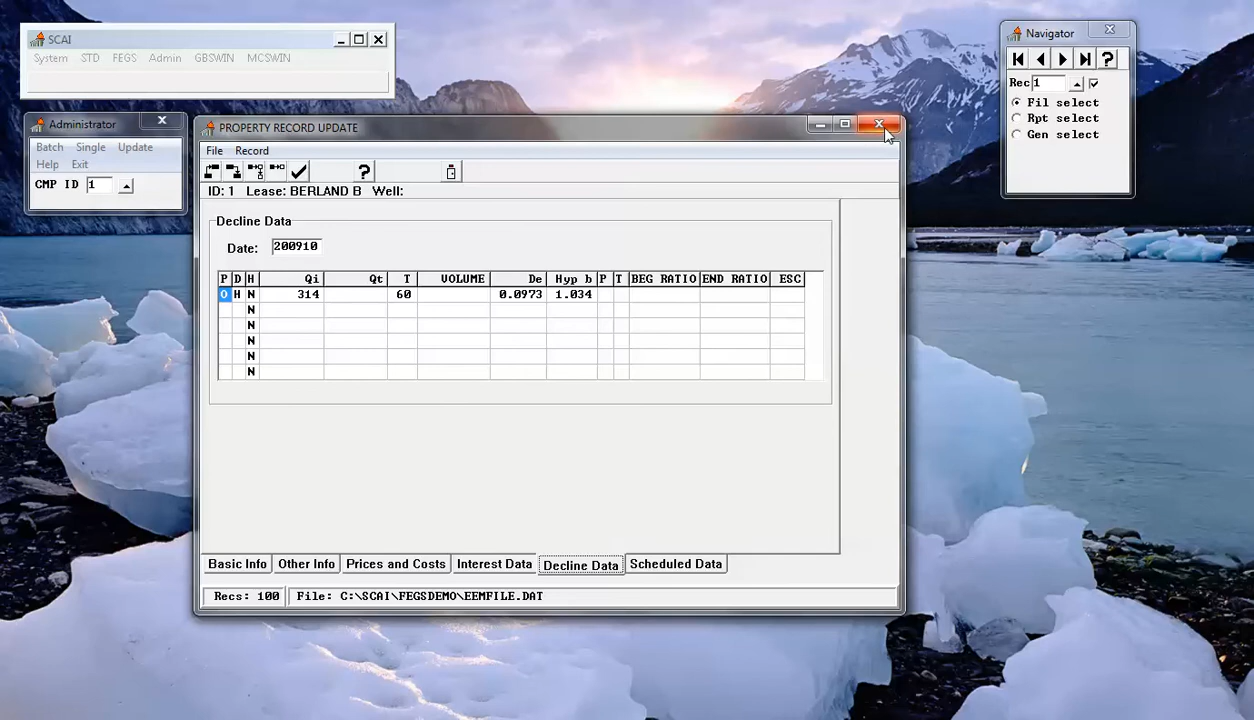 SCAI
System STD FEGS Admin GBSWIN MCSWIN
Administrator
Batch Single Update
Help Exit
CMP ID 1
PROPERTY RECORD UPDATE
File Record
?
ID: 1 Lease: BERLAND B Well:
Decline Data
Date: 200910
P D H Qi Qt T VOLUME De Hyp b P T BEG RATIO END RATIO ESC
O H N 314 60 0.0973 1.034
N
N
N
N
N
Basic Info Other Info Prices and Costs Interest Data Decline Data Scheduled Data
Recs: 100 File: C:\SCAI\FEGSDEMO\EEMFILE.DAT
Navigator
?
Rec 1
Fil select
Rpt select
Gen select